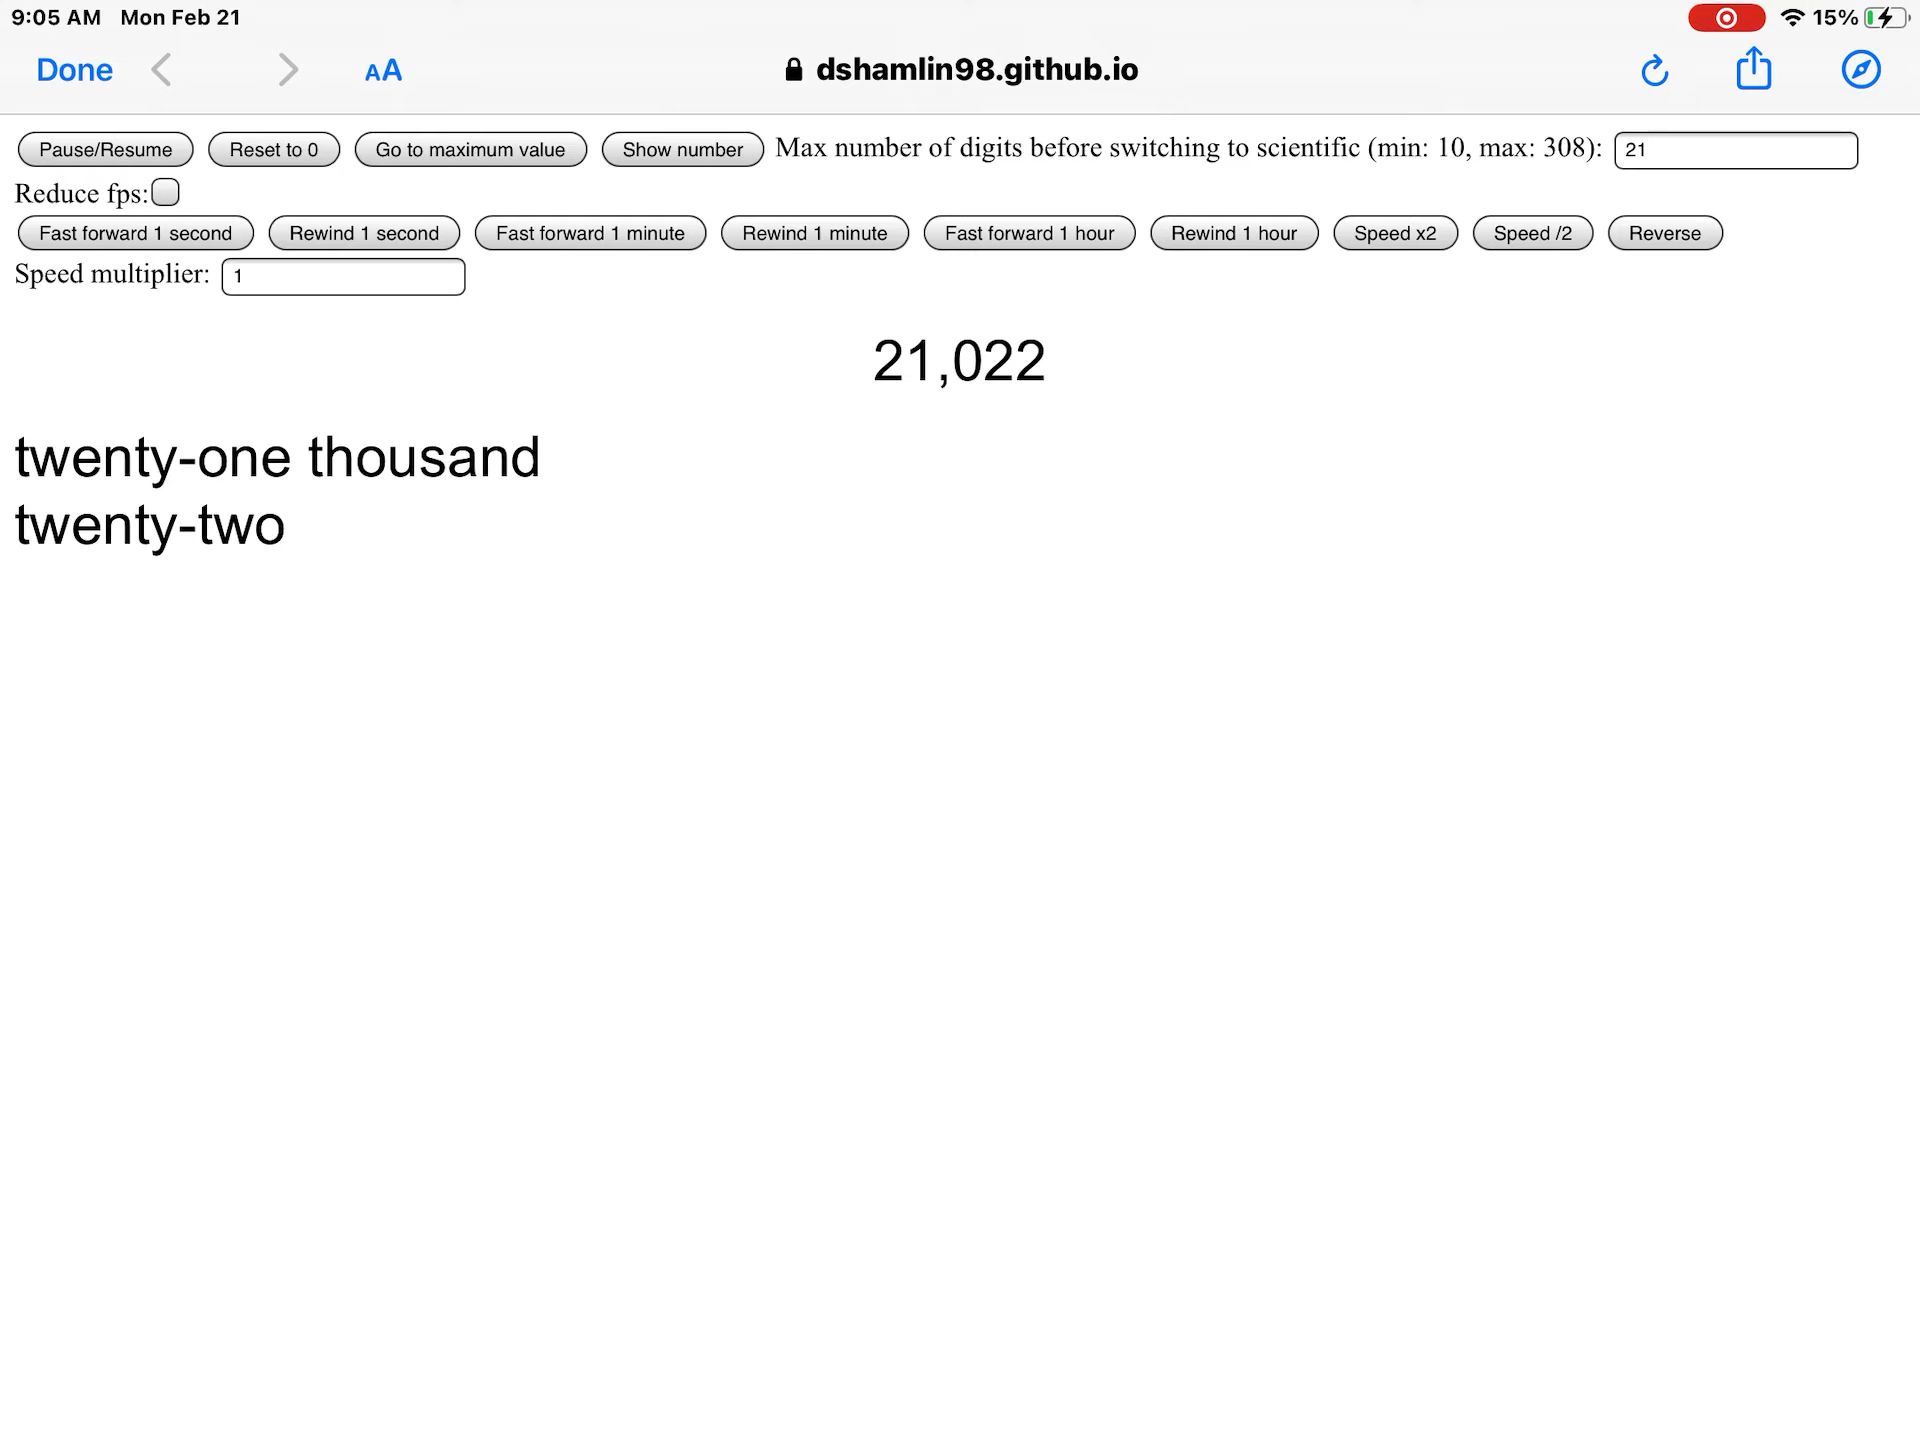 9:05 AM Mon Feb 21 15%
Done AA dshamlin98.github.io
Pause/Resume Reset to 0 Go to maximum value Show number Max number of digits before switching to scientific (min: 10, max: 308): 21
Reduce fps:
Fast forward 1 second Rewind 1 second Fast forward 1 minute Rewind 1 minute Fast forward 1 hour Rewind 1 hour Speed x2 Speed /2 Reverse
Speed multiplier: 1
21,022
twenty-one thousand
twenty-two